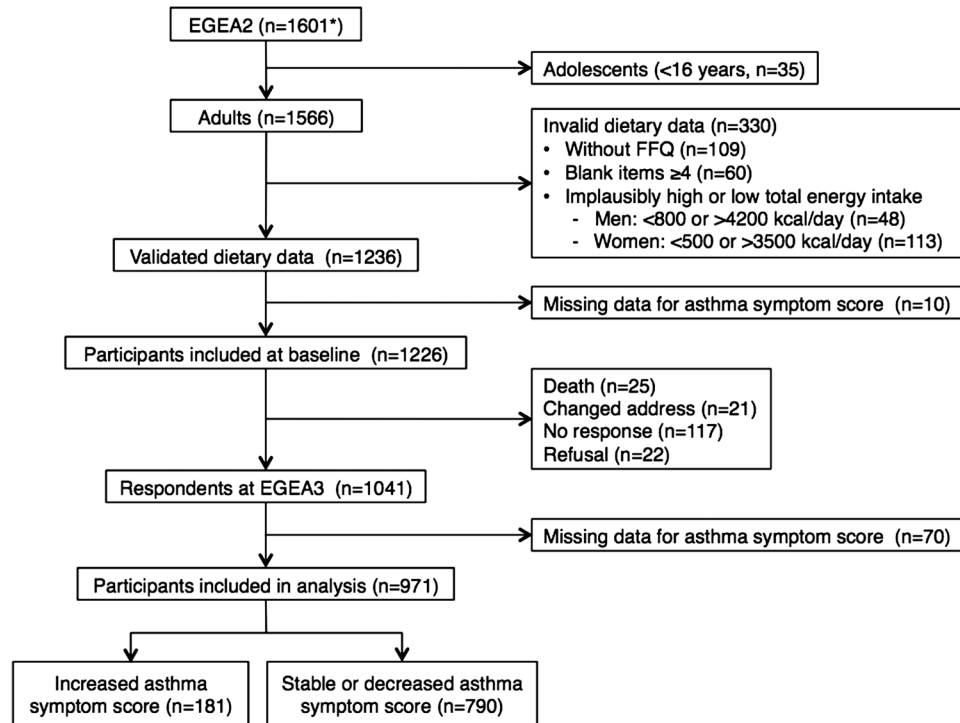 EGEA2 (n=1601*)
Adolescents (<16 years, n=35)
Adults (n=1566)
Invalid dietary data (n=330)
• Without FFQ (n=109)
• Blank items ≥4 (n=60)
• Implausibly high or low total energy intake
- Men: <800 or >4200 kcal/day (n=48)
- Women: <500 or >3500 kcal/day (n=113)
Validated dietary data (n=1236)
Missing data for asthma symptom score (n=10)
Participants included at baseline (n=1226)
Death (n=25)
Changed address (n=21)
No response (n=117)
Refusal (n=22)
Respondents at EGEA3 (n=1041)
Missing data for asthma symptom score (n=70)
Participants included in analysis (n=971)
Increased asthma
symptom score (n=181)
Stable or decreased asthma
symptom score (n=790)